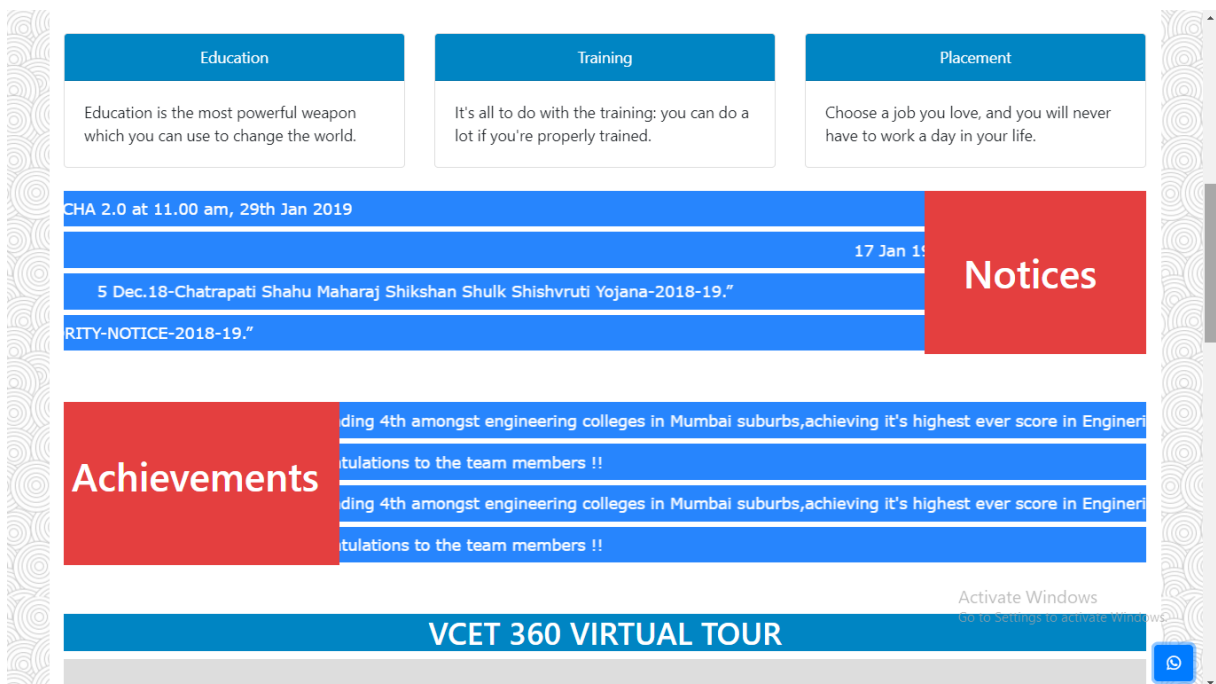 Education
Education is the most powerful weapon
which you can use to change the world.
Training
It's all to do with the training: you can do a
lot if you're properly trained.
Placement
Choose a job you love, and you will never
have to work a day in your life.
CHA 2.0 at 11.00 am, 29th Jan 2019
17 Jan
5 Dec.18-Chatrapati Shahu Maharaj Shikshan Shulk Shishvruti Yojana-2018-19.”
RITY-NOTICE-2018-19.”
Notices
Achievements
ding 4th amongst engineering colleges in Mumbai suburbs,achieving it's highest ever score in Engineri
tulations to the team members !!
ding 4th amongst engineering colleges in Mumbai suburbs,achieving it's highest ever score in Engineri
tulations to the team members !!
Activate Windows
Go to Settings to activate Windows.
VCET 360 VIRTUAL TOUR